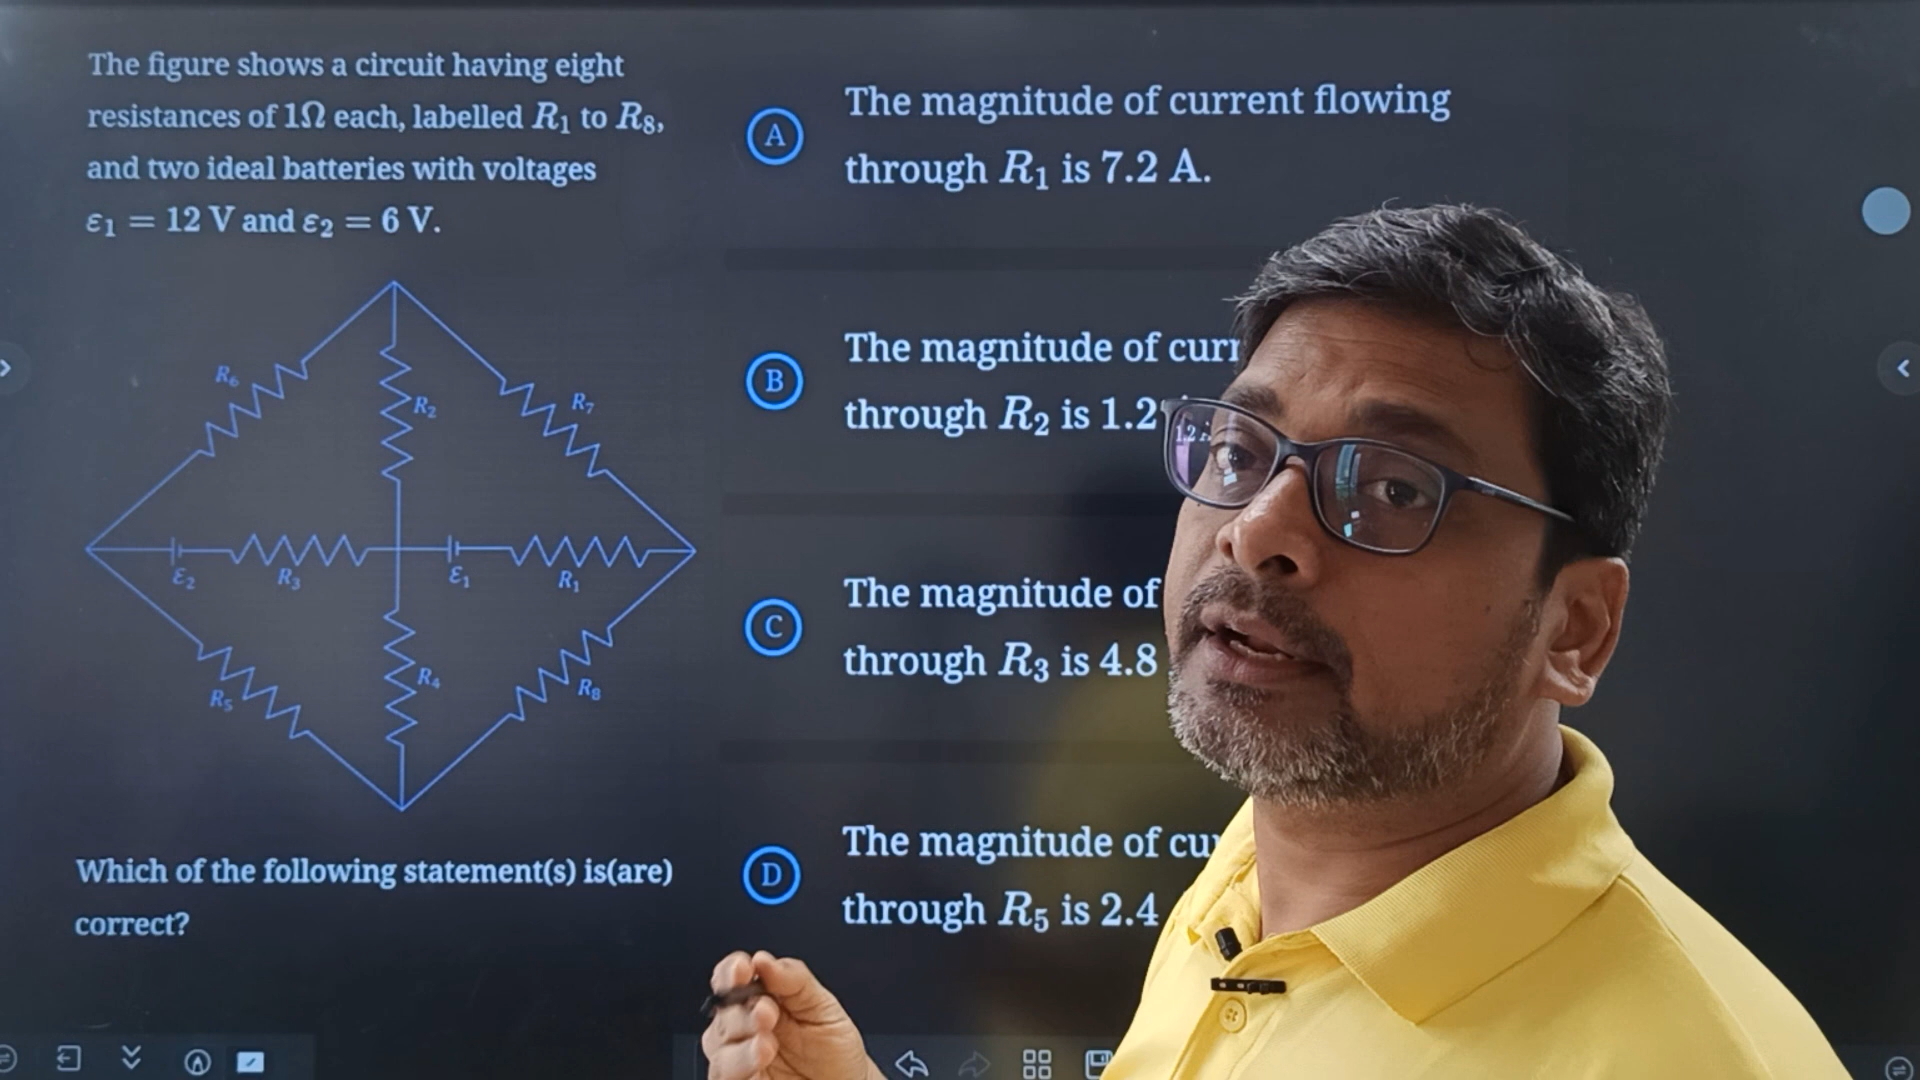 The figure shows a circuit having eight
resistances of 1Ω each, labelled R₁ to R₈,
and two ideal batteries with voltages
ε₁ = 12 V and ε₂ = 6 V.
R₆
R₂
R₇
ε₂
R₃
ε₁
R₁
R₅
R₄
R₈
Which of the following statement(s) is(are)
correct?
A
The magnitude of current flowing
through R₁ is 7.2 A.
B
The magnitude of curr
through R₂ is 1.2
C
The magnitude of
through R₃ is 4.8
D
The magnitude of cu
through R₅ is 2.4